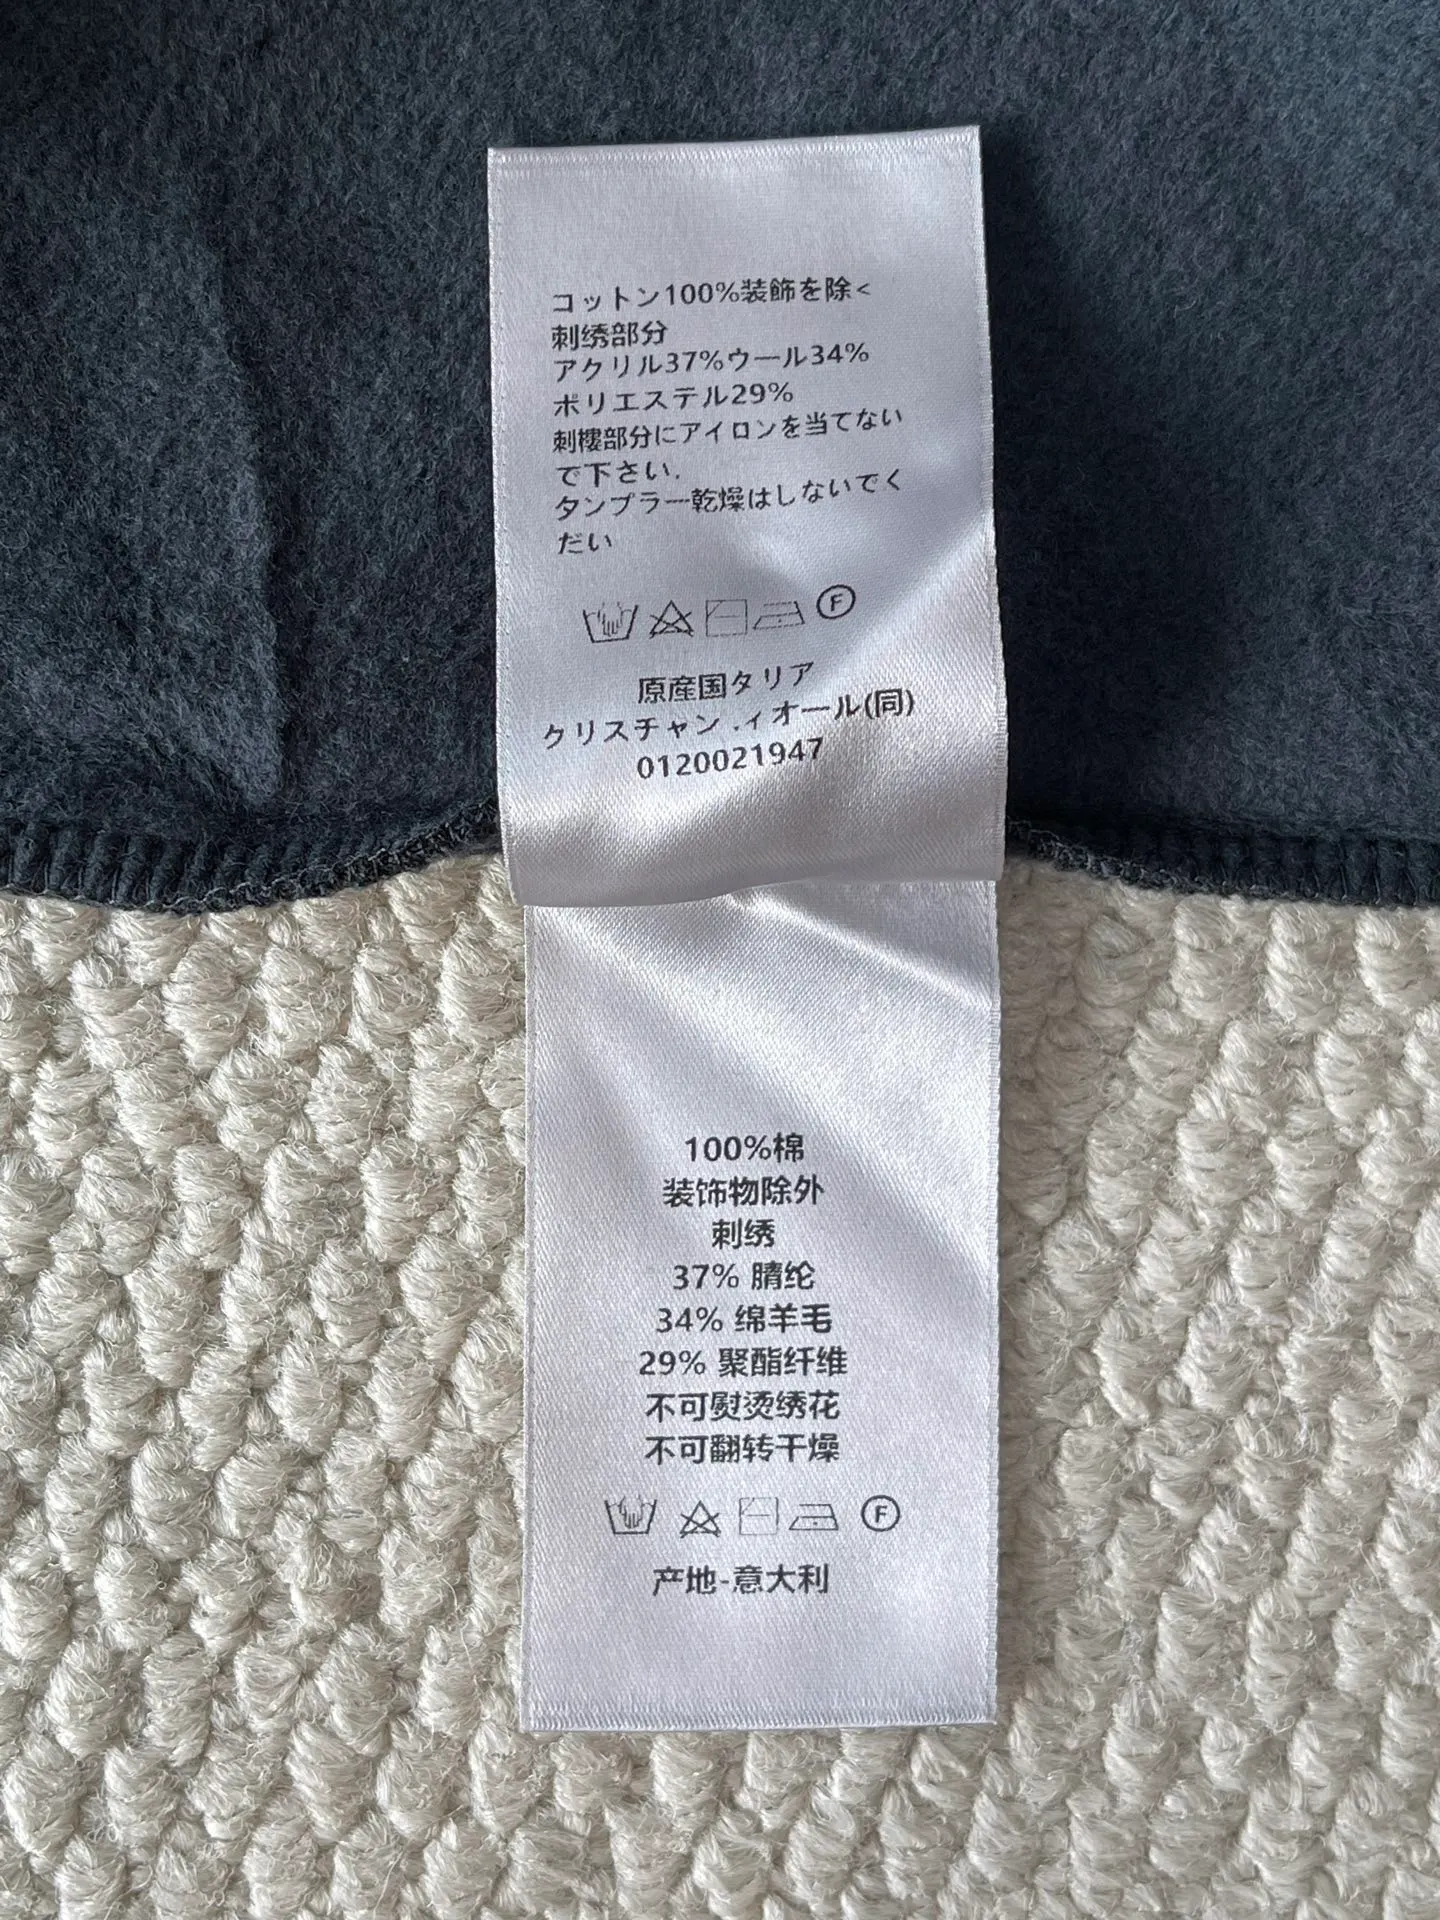 コットン100%装飾を除<
刺绣部分
アクリル37%ウール34%
ポリエステル29%
刺樓部分にアイロンを当てない
で下さい.
タンプラー乾燥はしないでく
だい
F
原産国タリア
クリスチャン .ィオール(同)
0120021947
100%棉
装饰物除外
刺绣
37% 腈纶
34% 绵羊毛
29% 聚酯纤维
不可熨烫绣花
不可翻转干燥
F
产地-意大利